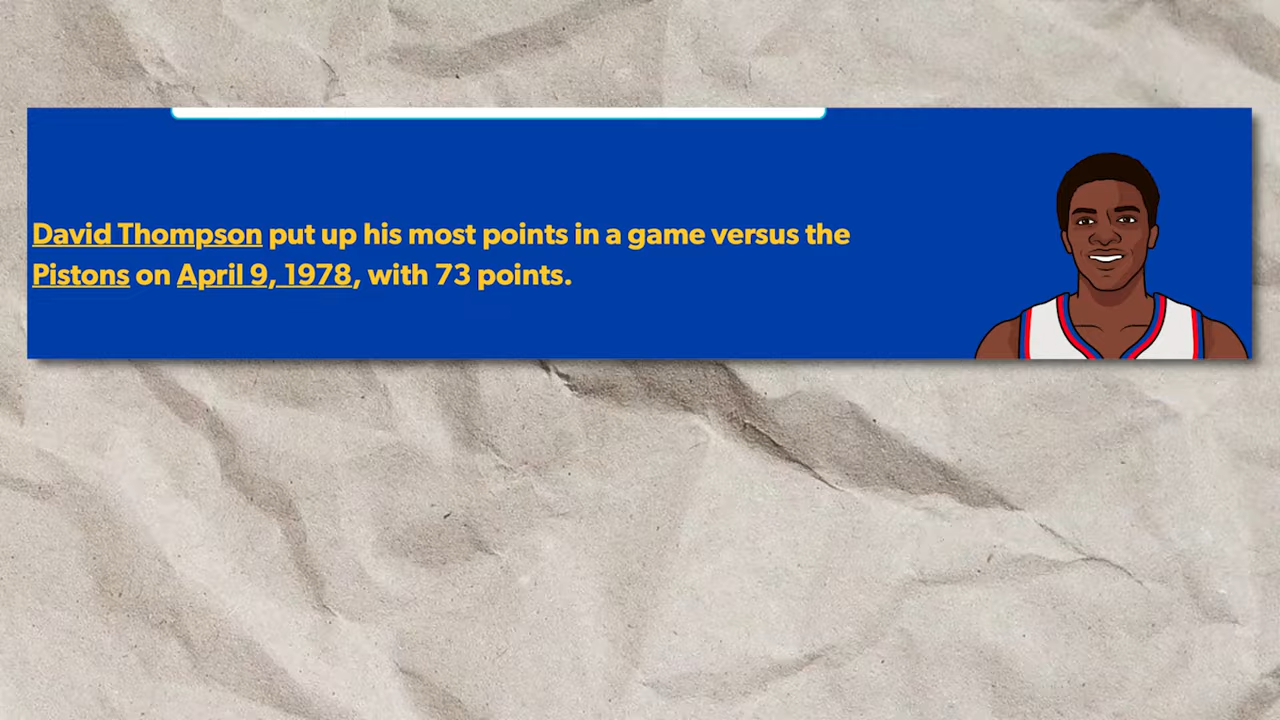 David Thompson put up his most points in a game versus the
Pistons on April 9, 1978, with 73 points.